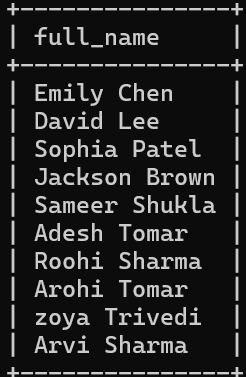 full_name
Emily Chen
David Lee
Sophia Patel
Jackson Brown
Sameer Shukla
Adesh Tomar
Roohi Sharma
Arohi Tomar
zoya Trivedi
Arvi Sharma